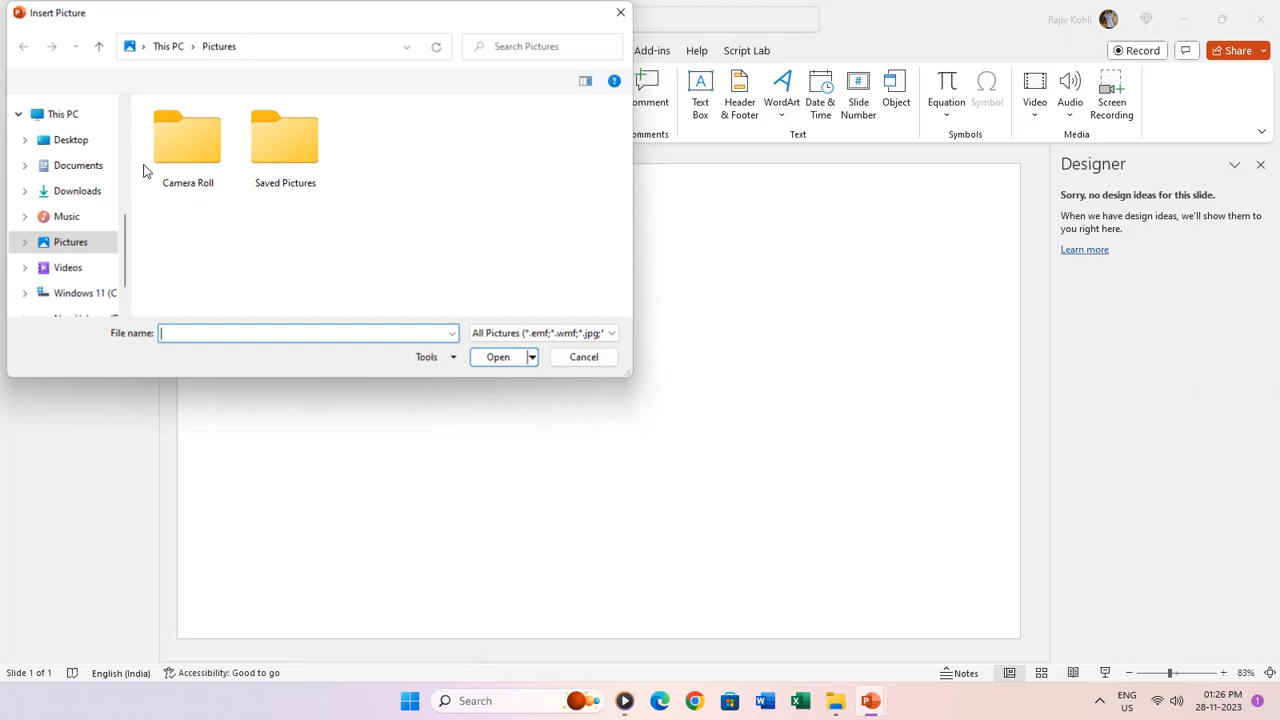 Insert Picture
Rajiv Kohli
This PC
Pictures
Search Pictures
Add-ins
Help
Script Lab
Record
Share
omment
Text Box
Header & Footer
WordArt
Date & Time
Slide Number
Object
Equation
Symbol
Video
Audio
Screen Recording
omments
Text
Symbols
Media
This PC
Desktop
Documents
Downloads
Music
Pictures
Videos
Windows 11 (C
Camera Roll
Saved Pictures
File name:
All Pictures (*.emf;*.wmf;*.jpg;*
Tools
Open
Cancel
Designer
Sorry, no design ideas for this slide.
When we have design ideas, we'll show them to
you right here.
Learn more
Slide 1 of 1
English (India)
Accessibility: Good to go
Notes
83%
Search
ENG
US
01:26 PM
28-11-2023
1